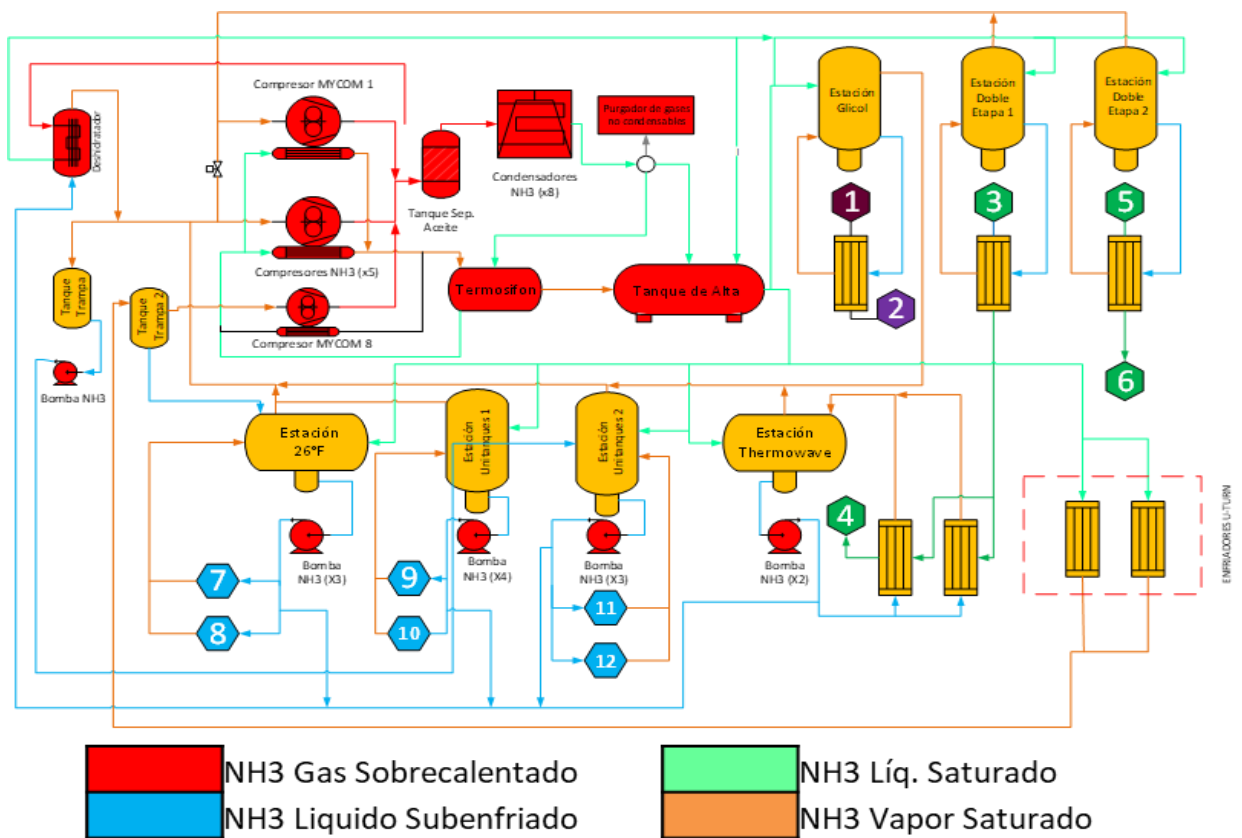 Compresor MYCOM 1
Deshidratador
Purgador de gases
no condensables
Condensadores
NH3 (x8)
Tanque Sep.
Aceite
Estación
Glicol
Estación
Doble
Etapa 1
Estación
Doble
Etapa 2
1
3
5
Compresores NH3 (x5)
Tanque
Trampa
Tanque
Trampa 2
Termosifon
Tanque de Alta
2
Compresor MYCOM 8
6
Bomba NH3
Estación
26°F
Estación
Unitanques 1
Estación
Unitanques 2
Estación
Thermowave
ENFRIADORES U-TURN
4
Bomba
NH3 (X3)
Bomba
NH3 (X4)
Bomba
NH3 (X3)
Bomba
NH3 (X2)
7
9
11
8
10
12
NH3 Gas Sobrecalentado
NH3 Líq. Saturado
NH3 Liquido Subenfriado
NH3 Vapor Saturado